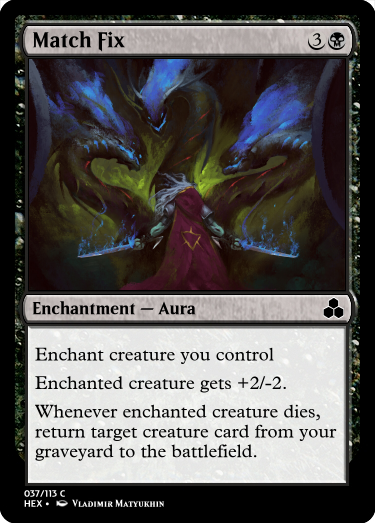 Match Fix 3
Enchantment — Aura
Enchant creature you control
Enchanted creature gets +2/-2.
Whenever enchanted creature dies,
return target creature card from your
graveyard to the battlefield.
037/113 C
HEX • Vladimir Matyukhin